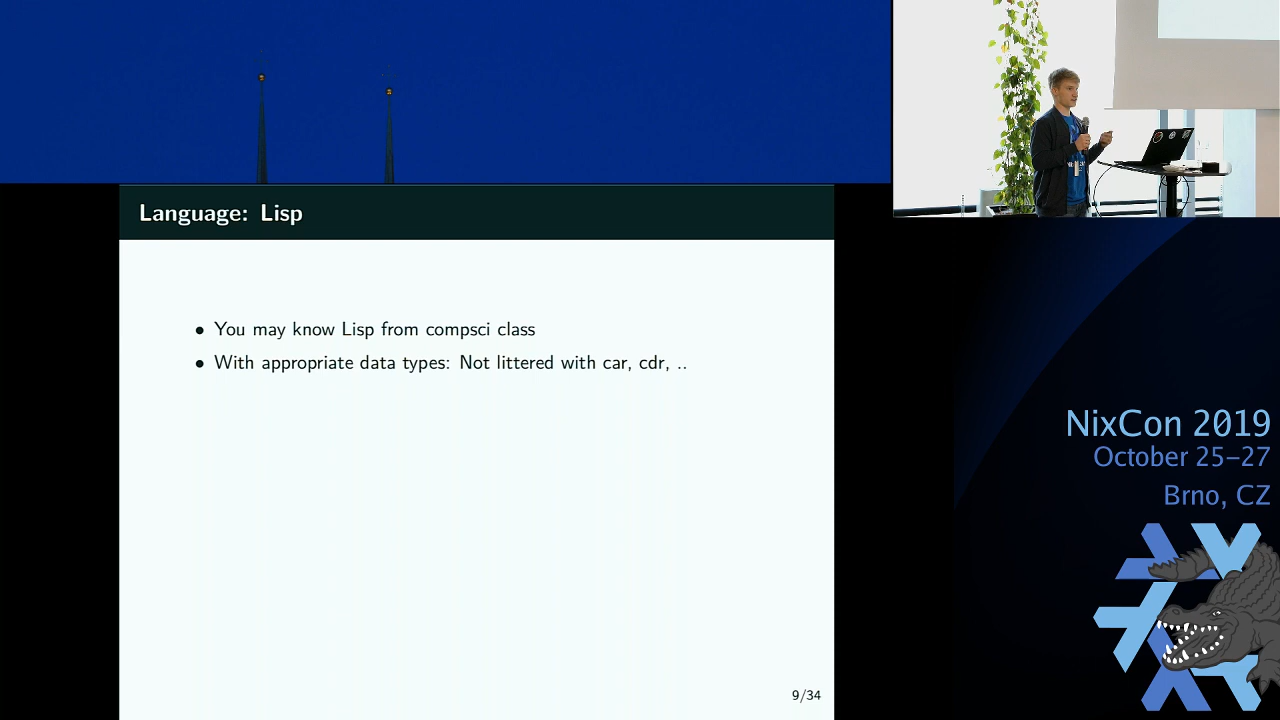 Language: Lisp
• You may know Lisp from compsci class
• With appropriate data types: Not littered with car, cdr, ..
9/34
NixCon 2019
October 25–27
Brno, CZ